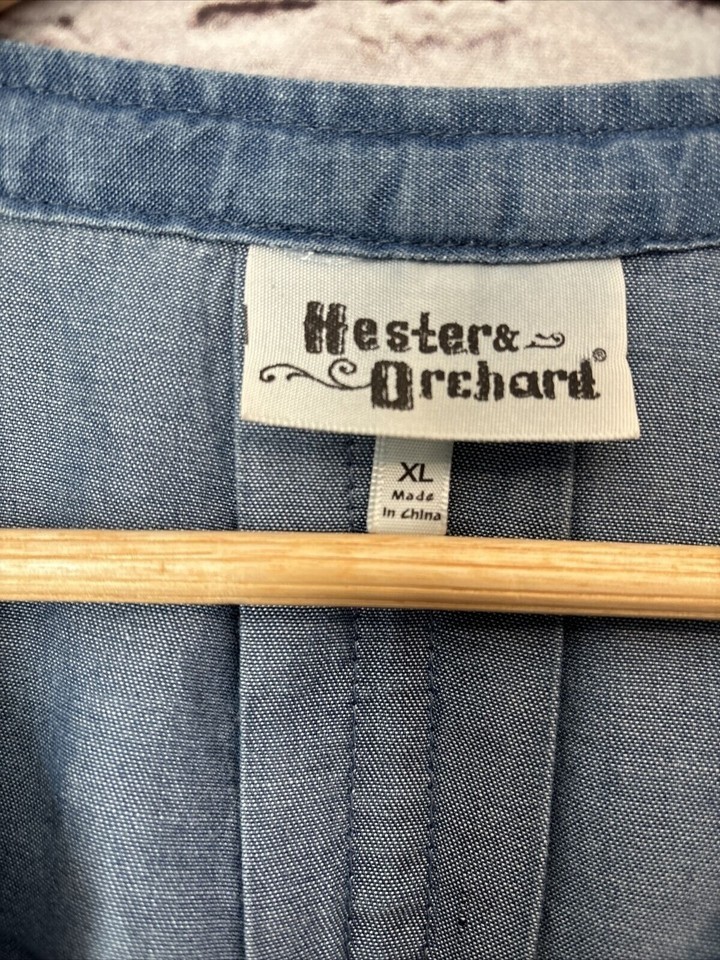 Hester &
Orchard®
XL
Made
in China